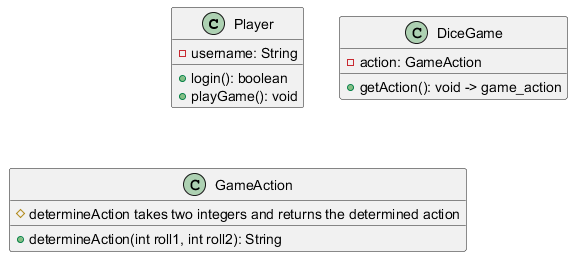 C Player
username: String
login(): boolean
playGame(): void
C DiceGame
action: GameAction
getAction(): void -> game_action
C GameAction
determineAction takes two integers and returns the determined action
determineAction(int roll1, int roll2): String